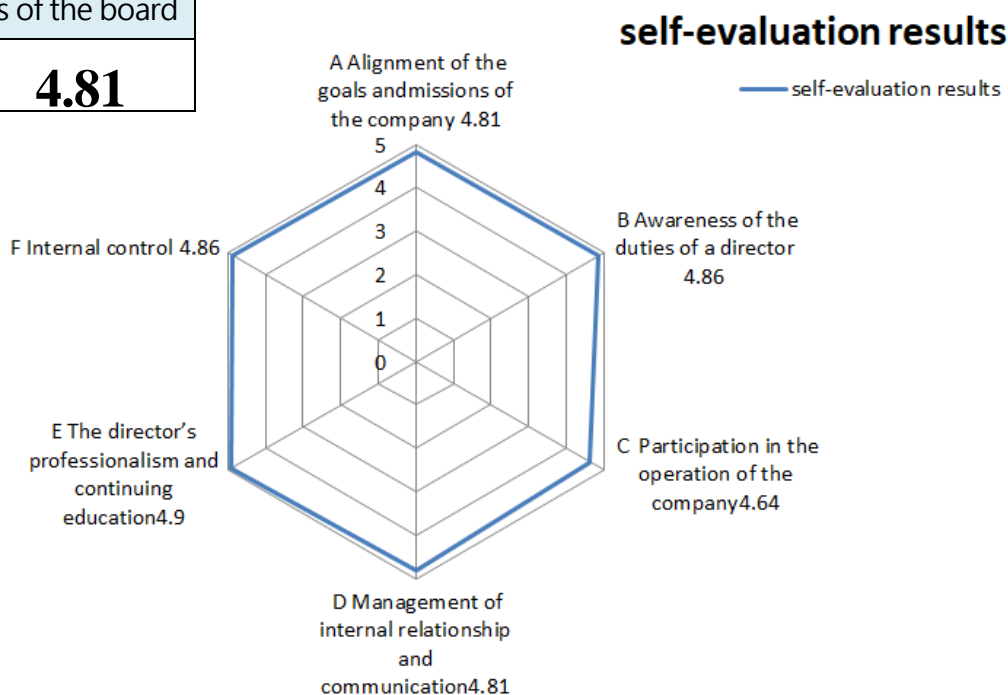 s of the board
4.81
self-evaluation results
self-evaluation results
A Alignment of the
goals andmissions of
the company 4.81
5
4
3
2
1
0
B Awareness of the
duties of a director
4.86
C Participation in the
operation of the
company4.64
D Management of
internal relationship
and
communication4.81
E The director's
professionalism and
continuing
education4.9
F Internal control 4.86